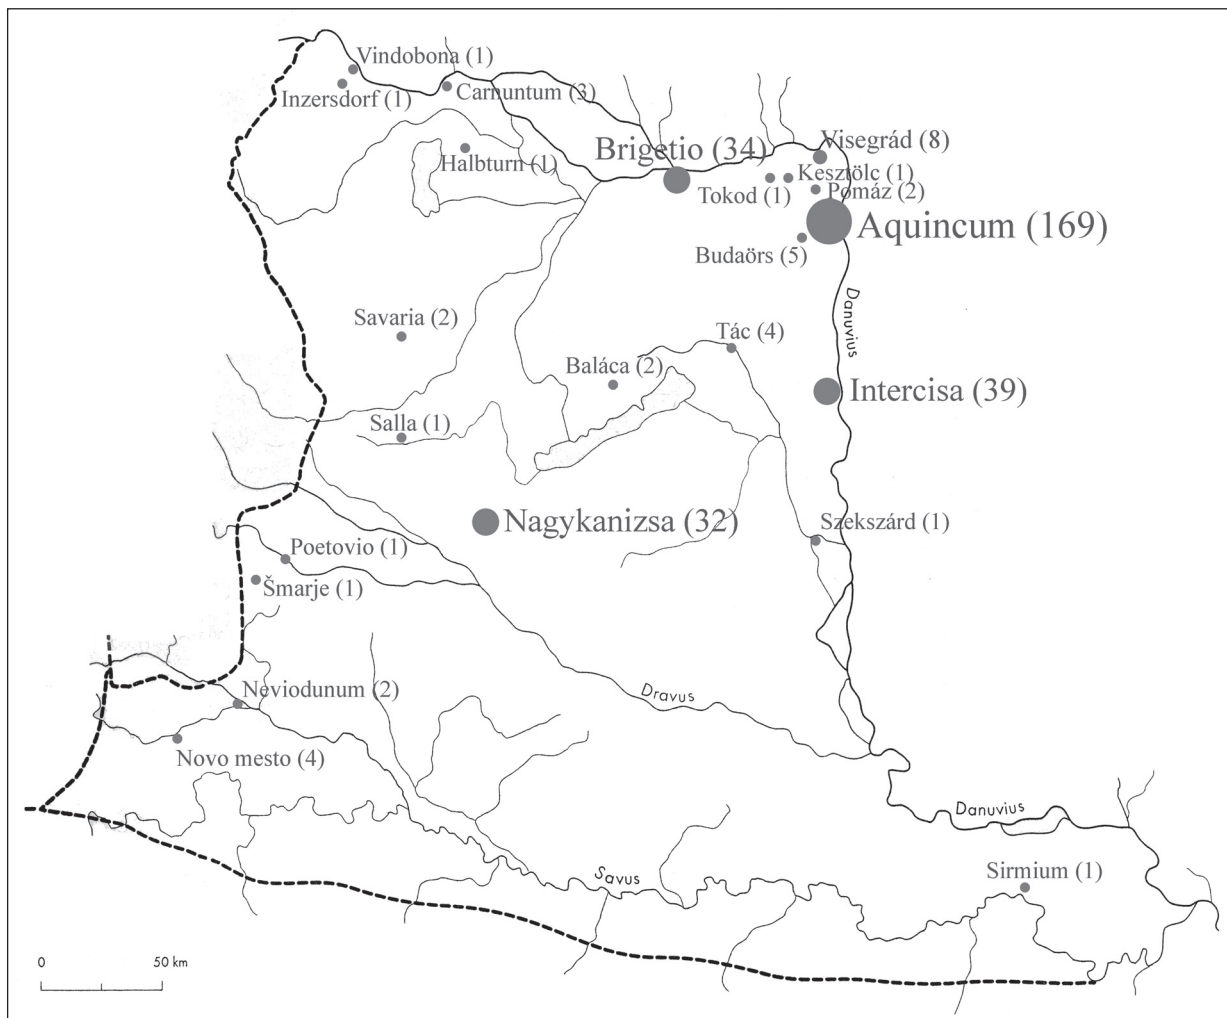 Vindobona (1)
Inzersdorf (1)
Carnuntum (3)
Halbturn (1)
Brigetio (34)
Visegrád (8)
Kesztölc (1)
Tokod (1)
Pomáz (2)
Aquincum (169)
Budaörs (5)
Danuvius
Savaria (2)
Tác (4)
Baláca (2)
Intercisa (39)
Salla (1)
Nagykanizsa (32)
Szekszárd (1)
Poetovio (1)
Šmarje (1)
Neviodunum (2)
Dravus
Novo mesto (4)
Danuvius
Savus
Sirmium (1)
0 50 km